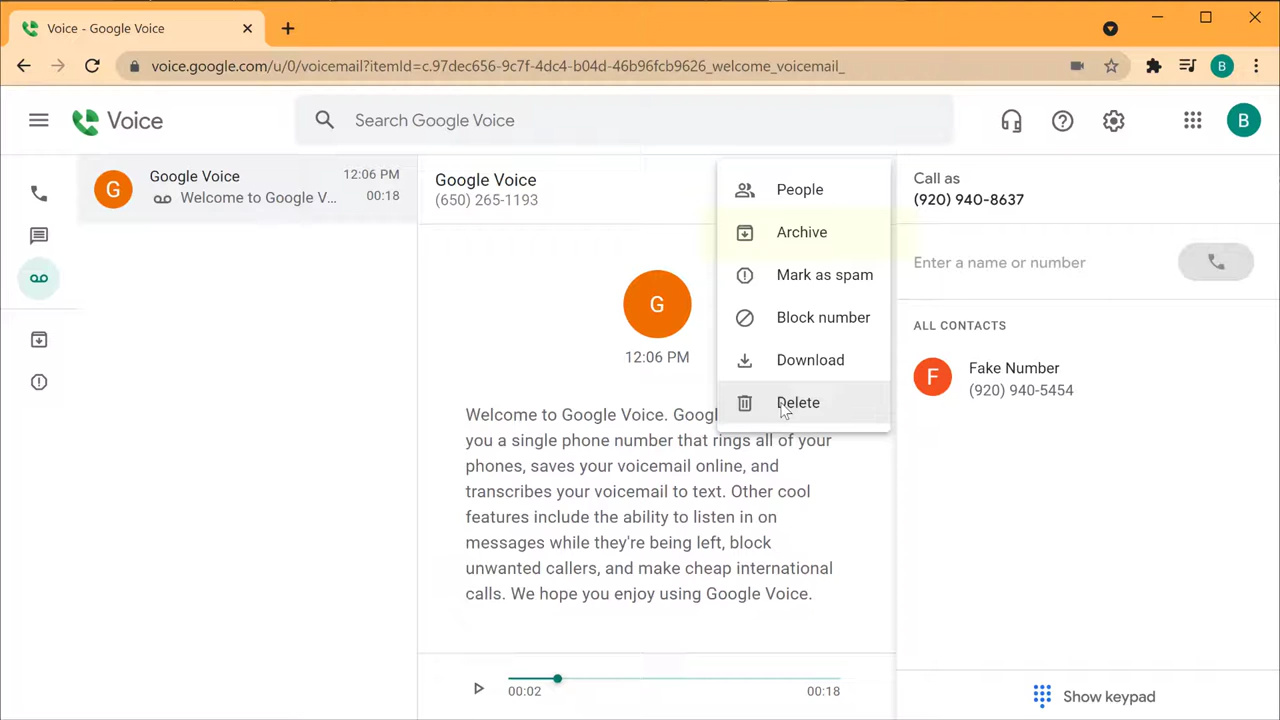 Voice - Google Voice
voice.google.com/u/0/voicemail?itemId=c.97dec656-9c7f-4dc4-b04d-46b96fcb9626_welcome_voicemail_
B
Voice
Search Google Voice
B
G
Google Voice
12:06 PM
Welcome to Google V...
00:18
Google Voice
(650) 265-1193
G
12:06 PM
Welcome to Google Voice. Goog
you a single phone number that rings all of your
phones, saves your voicemail online, and
transcribes your voicemail to text. Other cool
features include the ability to listen in on
messages while they're being left, block
unwanted callers, and make cheap international
calls. We hope you enjoy using Google Voice.
00:02
00:18
People
Archive
Mark as spam
Block number
Download
Delete
Call as
(920) 940-8637
Enter a name or number
ALL CONTACTS
F
Fake Number
(920) 940-5454
Show keypad